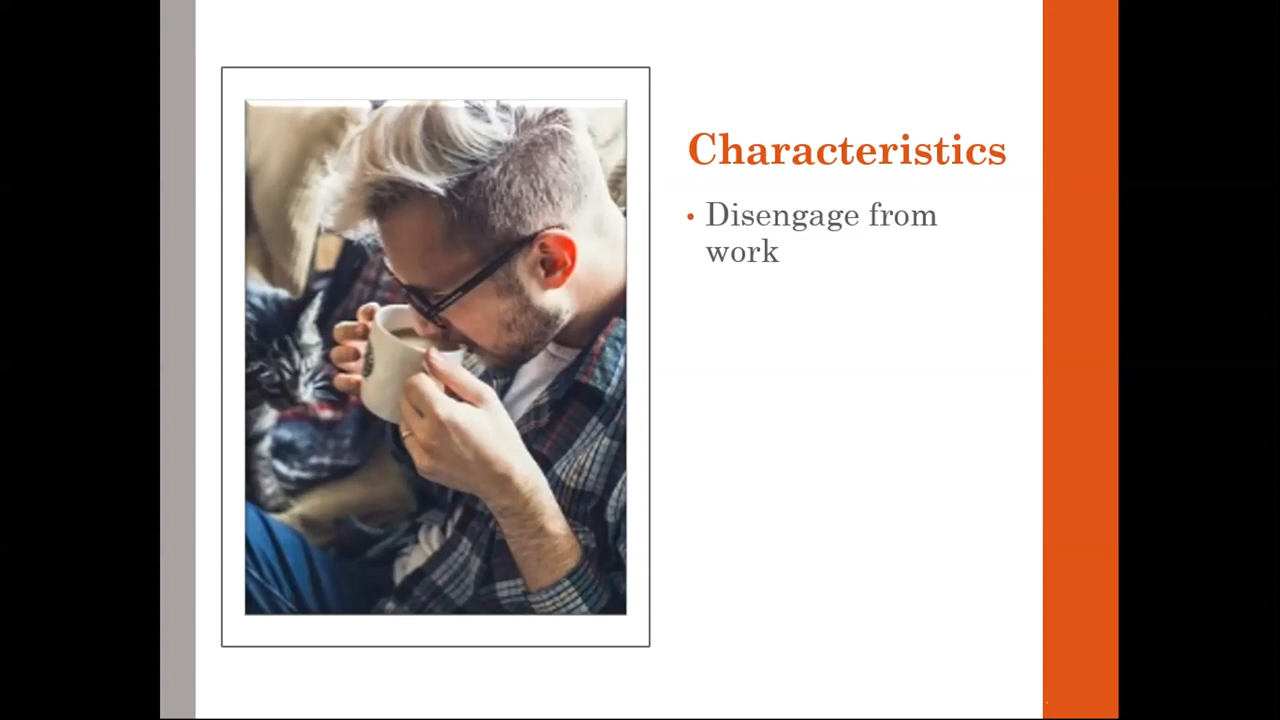 Characteristics
• Disengage from
work